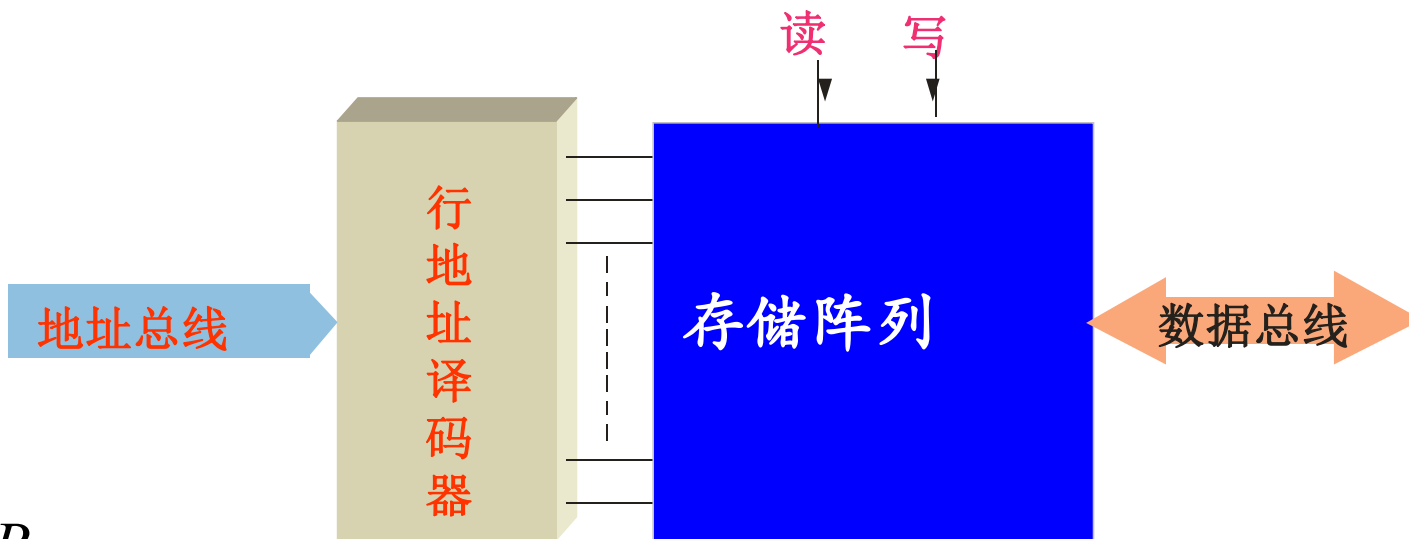 读 写
行地址译码器
地址总线
存储阵列
数据总线